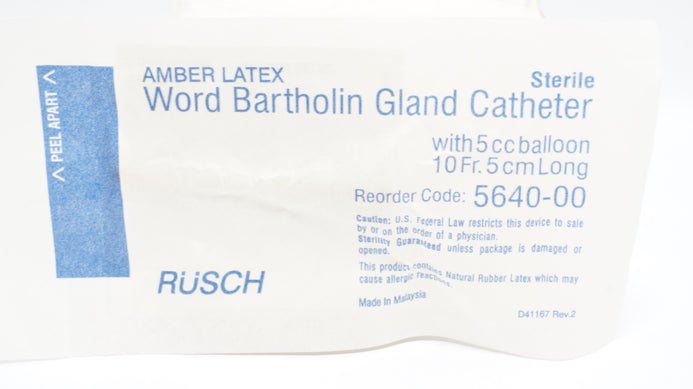 < PEEL APART >
AMBER LATEX
Sterile
Word Bartholin Gland Catheter
with 5 cc balloon
10 Fr. 5 cm Long
Reorder Code: 5640-00
Caution: U.S. Federal Law restricts this device to sale
by or on the order of a physician.
Sterility Guaranteed unless package is damaged or
opened.
This product contains Natural Rubber Latex which may
cause allergic reactions.
Made In Malaysia
RÜSCH
D41167 Rev.2